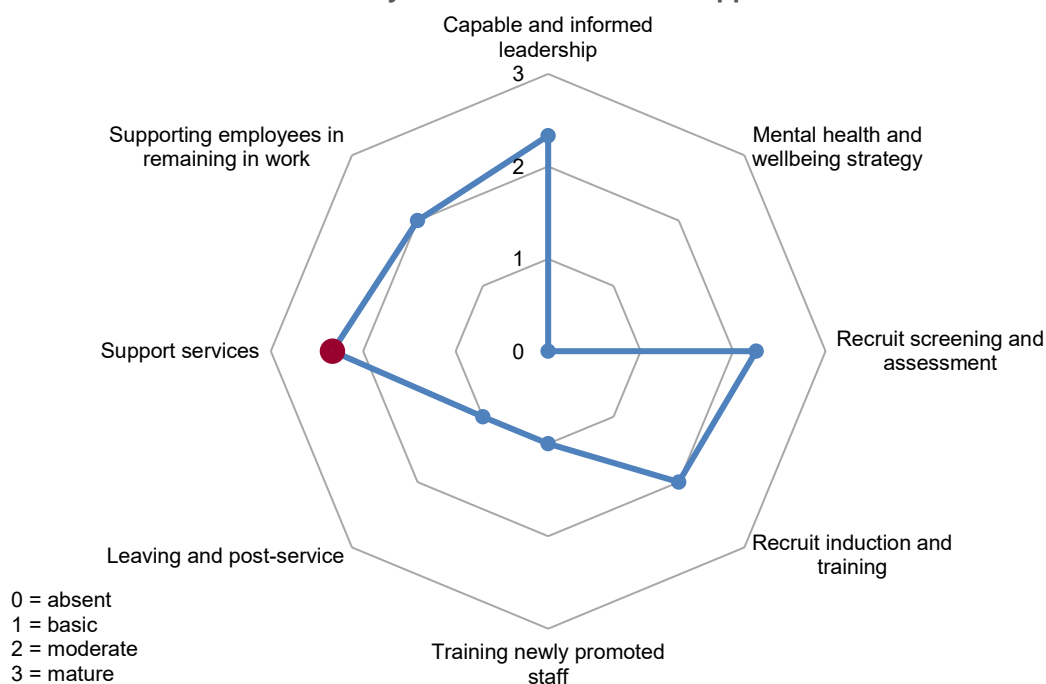 Capable and informed
leadership
3
Supporting employees in
remaining in work
Mental health and
wellbeing strategy
2
1
Support services
0
Recruit screening and
assessment
Leaving and post-service
Recruit induction and
training
0 = absent
1 = basic
2 = moderate
3 = mature
Training newly promoted
staff